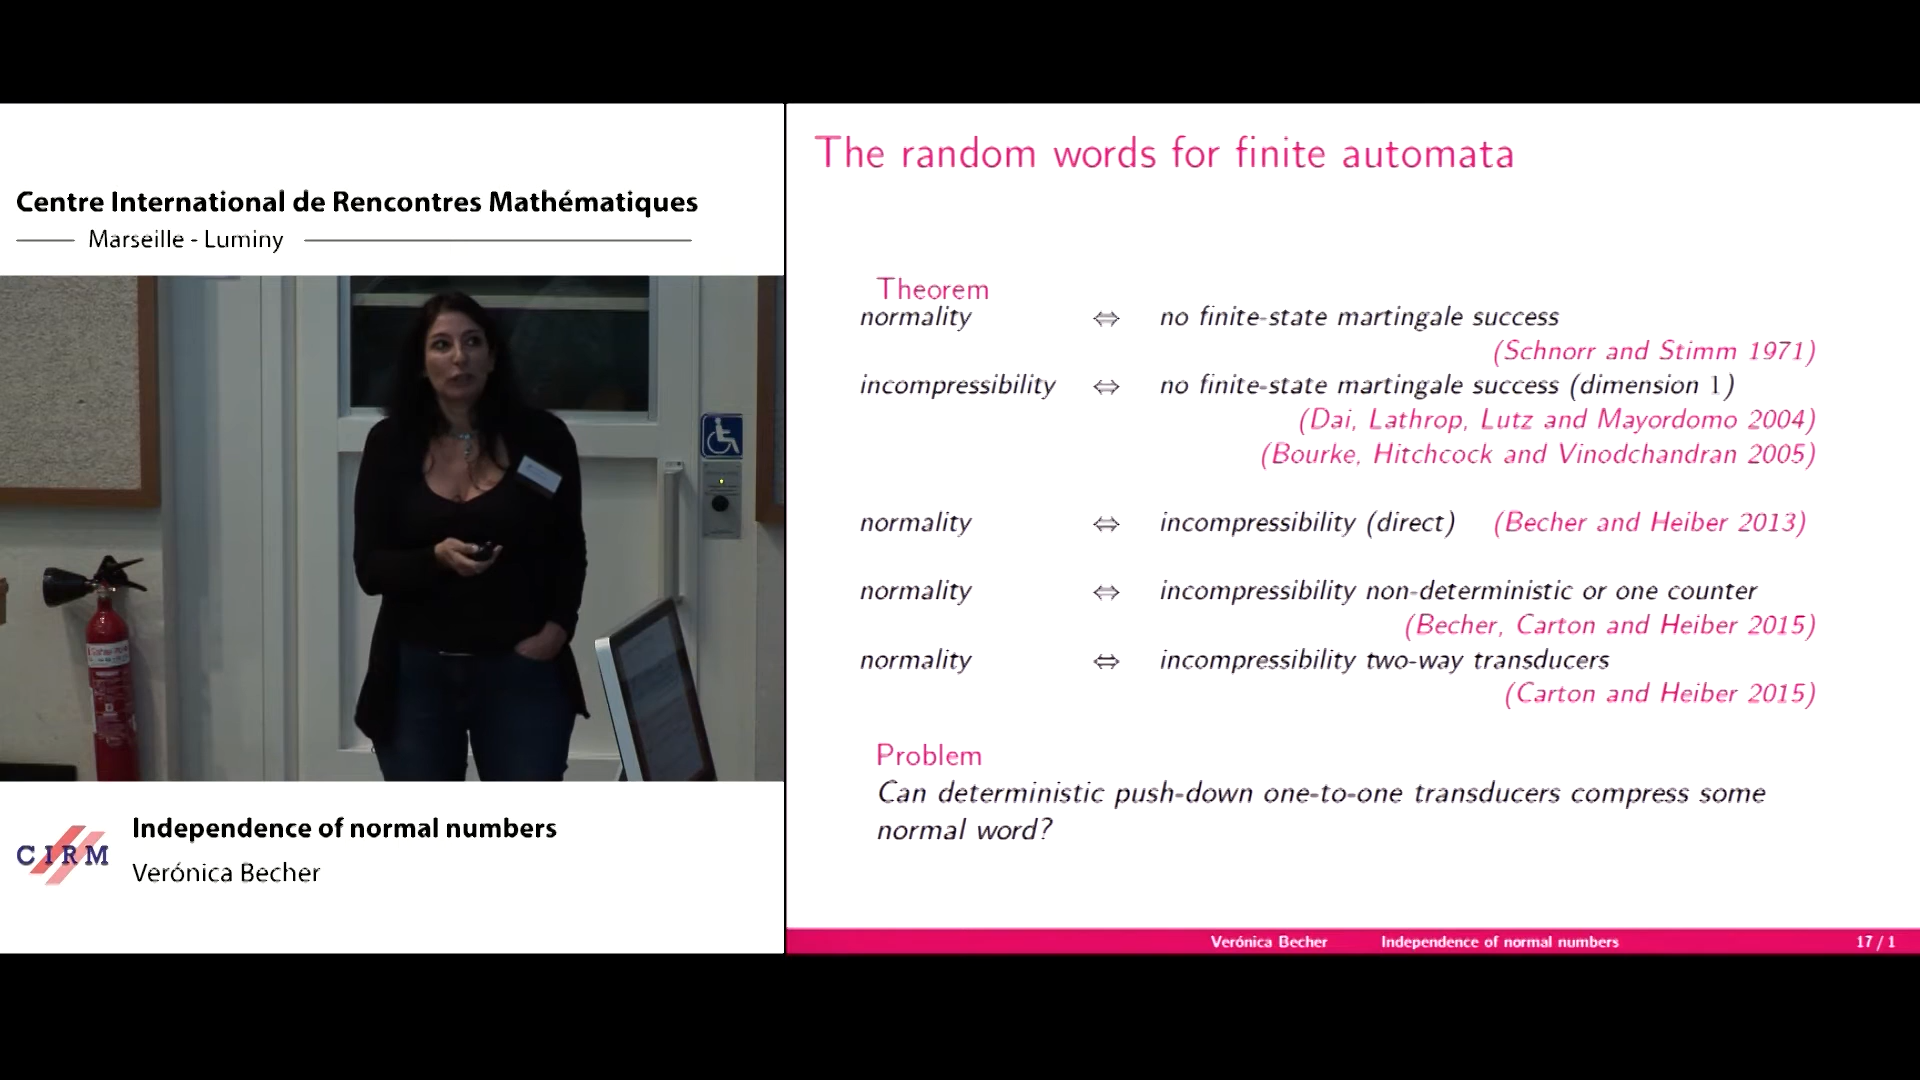 Centre International de Rencontres Mathématiques
Marseille - Luminy
Independence of normal numbers
CIRM
Verónica Becher
The random words for finite automata
Theorem
normality ⇔ no finite-state martingale success
(Schnorr and Stimm 1971)
incompressibility ⇔ no finite-state martingale success (dimension 1)
(Dai, Lathrop, Lutz and Mayordomo 2004)
(Bourke, Hitchcock and Vinodchandran 2005)
normality ⇔ incompressibility (direct) (Becher and Heiber 2013)
normality ⇔ incompressibility non-deterministic or one counter
(Becher, Carton and Heiber 2015)
normality ⇔ incompressibility two-way transducers
(Carton and Heiber 2015)
Problem
Can deterministic push-down one-to-one transducers compress some
normal word?
Verónica Becher Independence of normal numbers 17 / 1